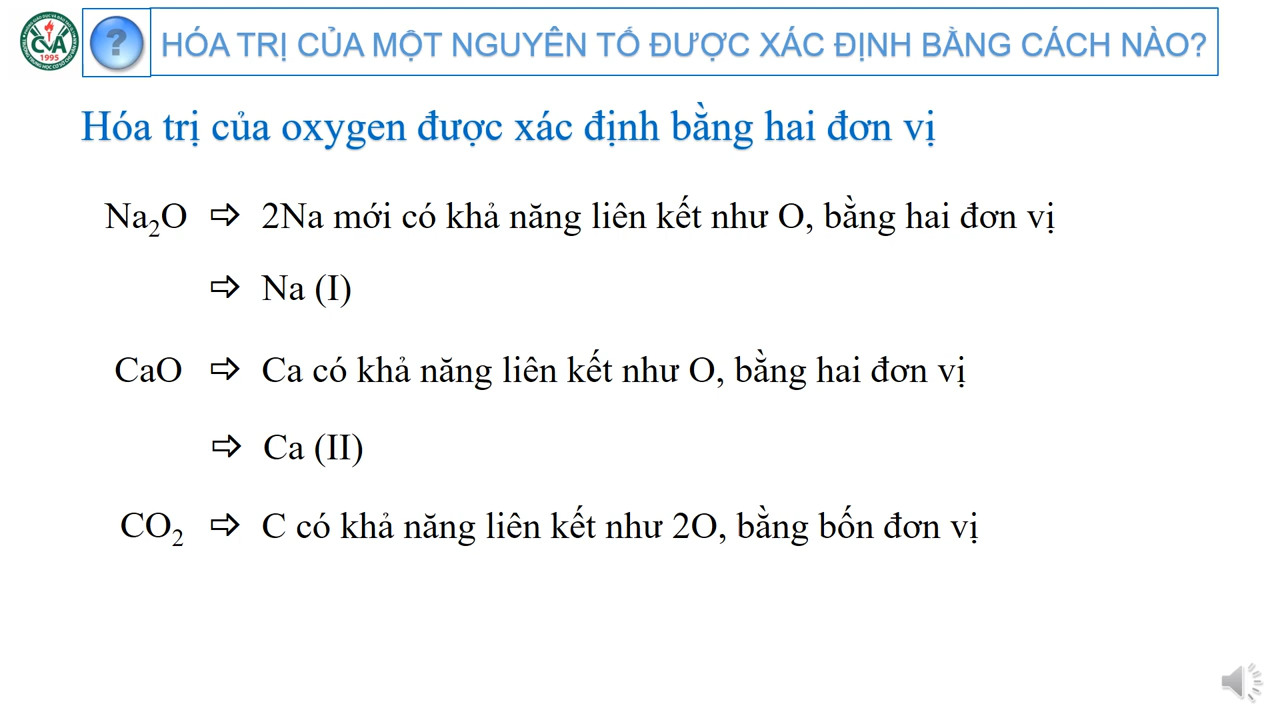 CVA
1995
?
HÓA TRỊ CỦA MỘT NGUYÊN TỐ ĐƯỢC XÁC ĐỊNH BẰNG CÁCH NÀO?
Hóa trị của oxygen được xác định bằng hai đơn vị
Na₂O ⇨ 2Na mới có khả năng liên kết như O, bằng hai đơn vị
⇨ Na (I)
CaO ⇨ Ca có khả năng liên kết như O, bằng hai đơn vị
⇨ Ca (II)
CO₂ ⇨ C có khả năng liên kết như 2O, bằng bốn đơn vị